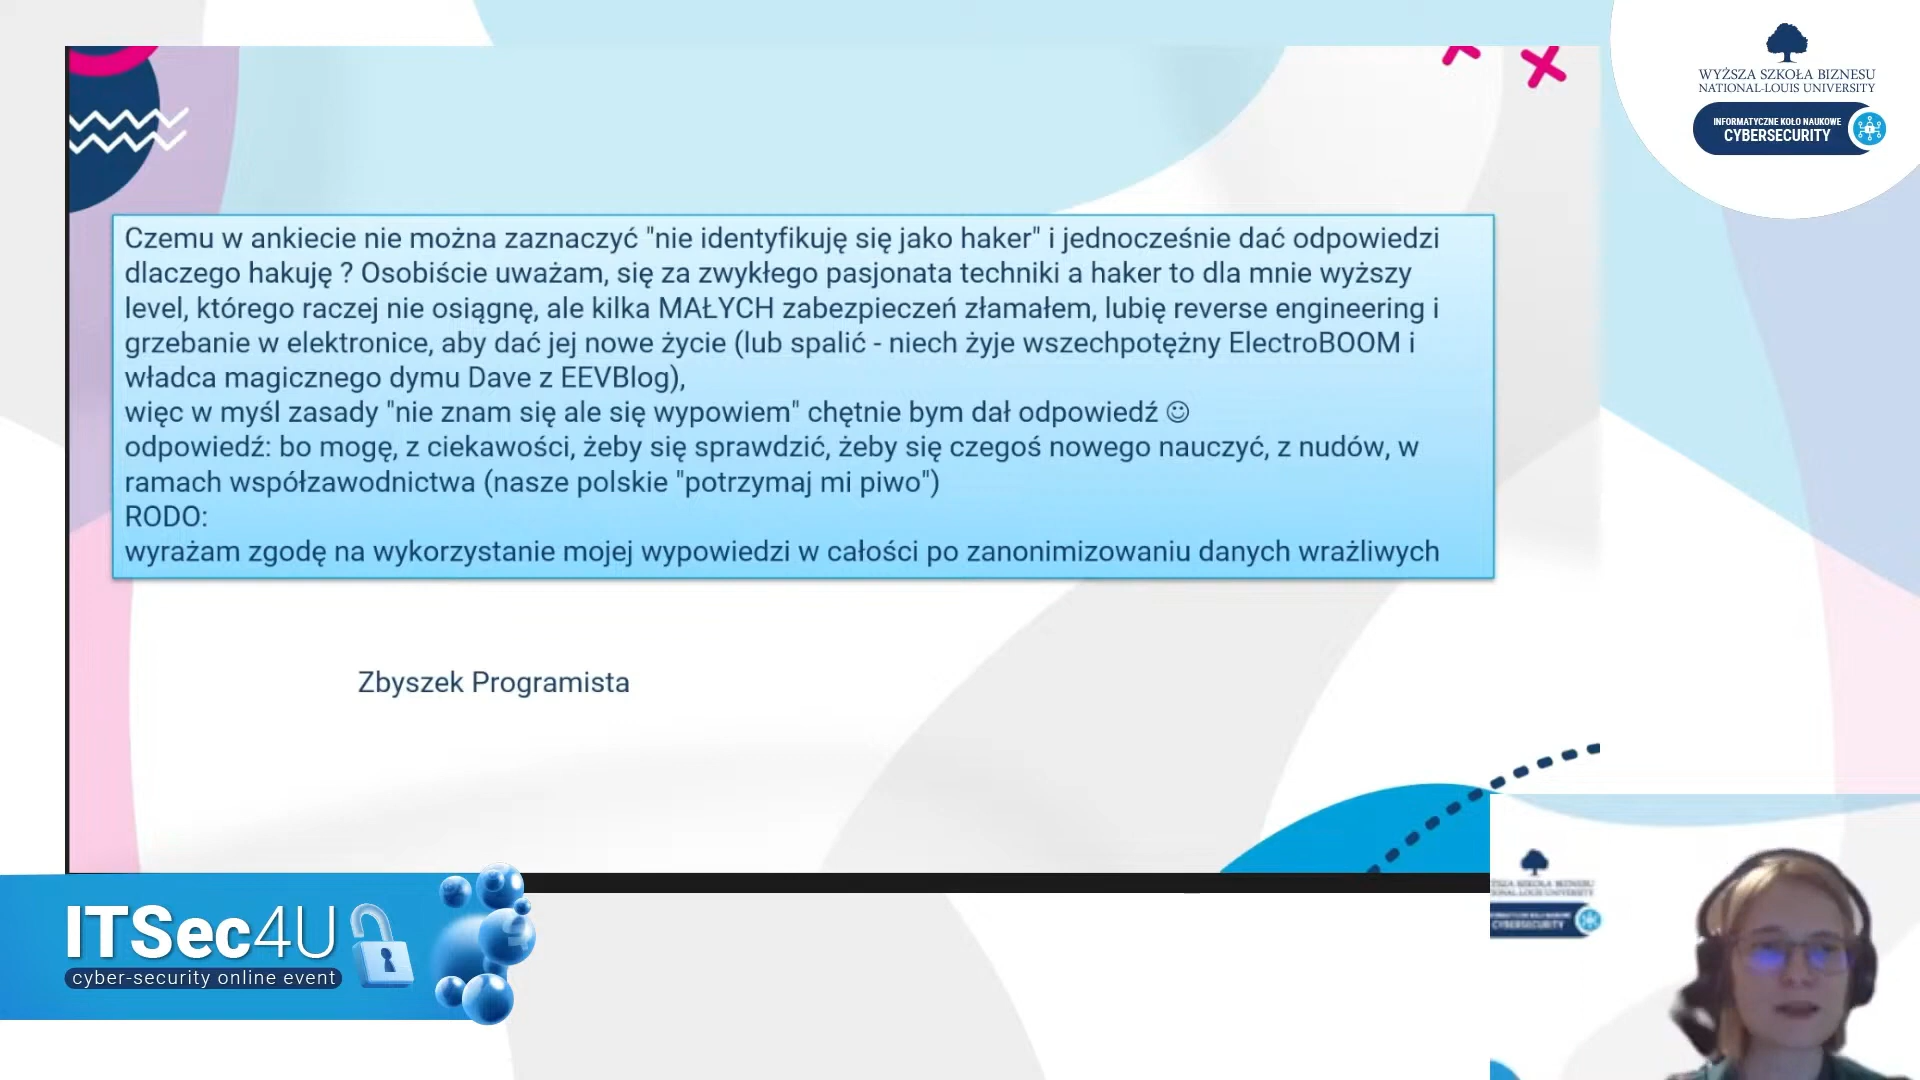 WYŻSZA SZKOŁA BIZNESU
NATIONAL-LOUIS UNIVERSITY
INFORMATYCZNE KOŁO NAUKOWE
CYBERSECURITY
Czemu w ankiecie nie można zaznaczyć "nie identyfikuję się jako haker" i jednocześnie dać odpowiedzi
dlaczego hakuję ? Osobiście uważam, się za zwykłego pasjonata techniki a haker to dla mnie wyższy
level, którego raczej nie osiągnę, ale kilka MAŁYCH zabezpieczeń złamałem, lubię reverse engineering i
grzebanie w elektronice, aby dać jej nowe życie (lub spalić - niech żyje wszechpotężny ElectroBOOM i
władca magicznego dymu Dave z EEVBlog),
więc w myśl zasady "nie znam się ale się wypowiem" chętnie bym dał odpowiedź ☺
odpowiedź: bo mogę, z ciekawości, żeby się sprawdzić, żeby się czegoś nowego nauczyć, z nudów, w
ramach współzawodnictwa (nasze polskie "potrzymaj mi piwo")
RODO:
wyrażam zgodę na wykorzystanie mojej wypowiedzi w całości po zanonimizowaniu danych wrażliwych
Zbyszek Programista
ITSec4U
cyber-security online event
CYBERSECURITY